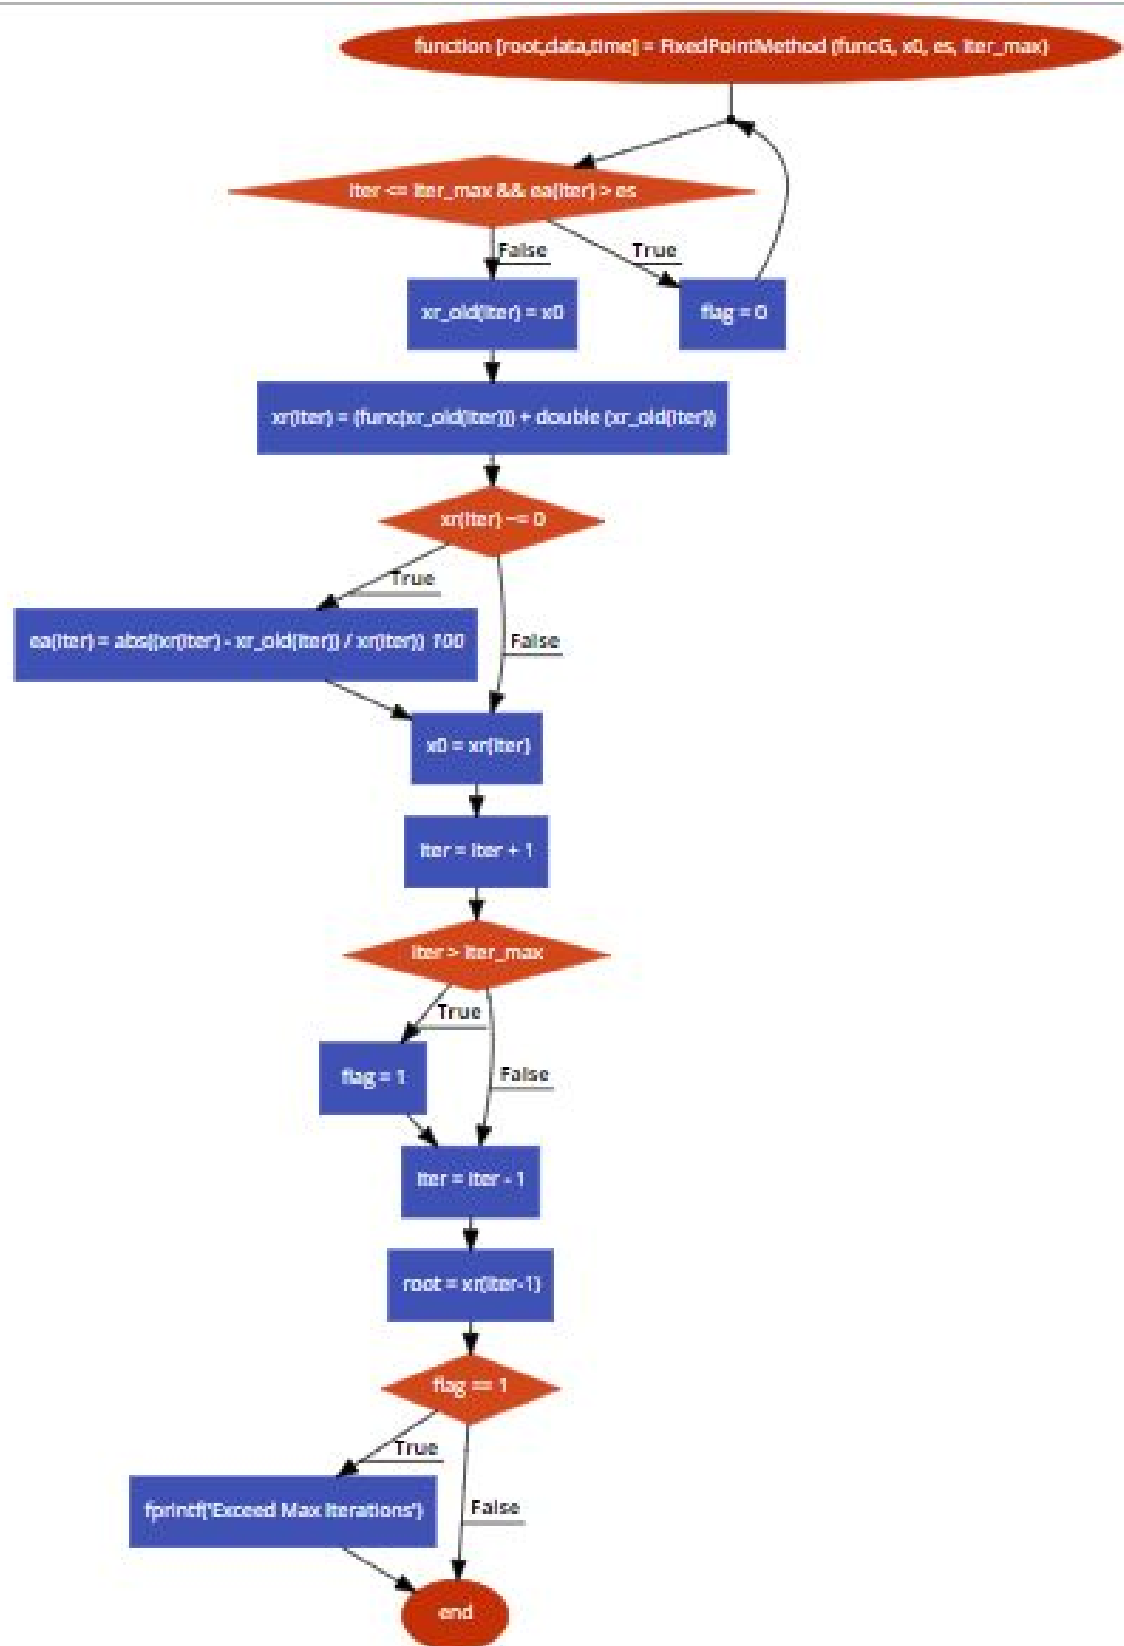 function [root,data,time] = FixedPointMethod (funcG, x0, es, iter_max)
iter <= iter_max && ea(iter) > es
False
True
xr_old(iter) = x0
flag = 0
xr(iter) = (func(xr_old(iter))) + double (xr_old(iter))
xr(iter) ~= 0
True
ea(iter) = abs((xr(iter) - xr_old(iter)) / xr(iter)) 100
False
x0 = xr(iter)
iter = iter + 1
iter > iter_max
True
flag = 1
False
iter = iter - 1
root = xr(iter-1)
flag == 1
True
fprintf('Exceed Max Iterations')
False
end